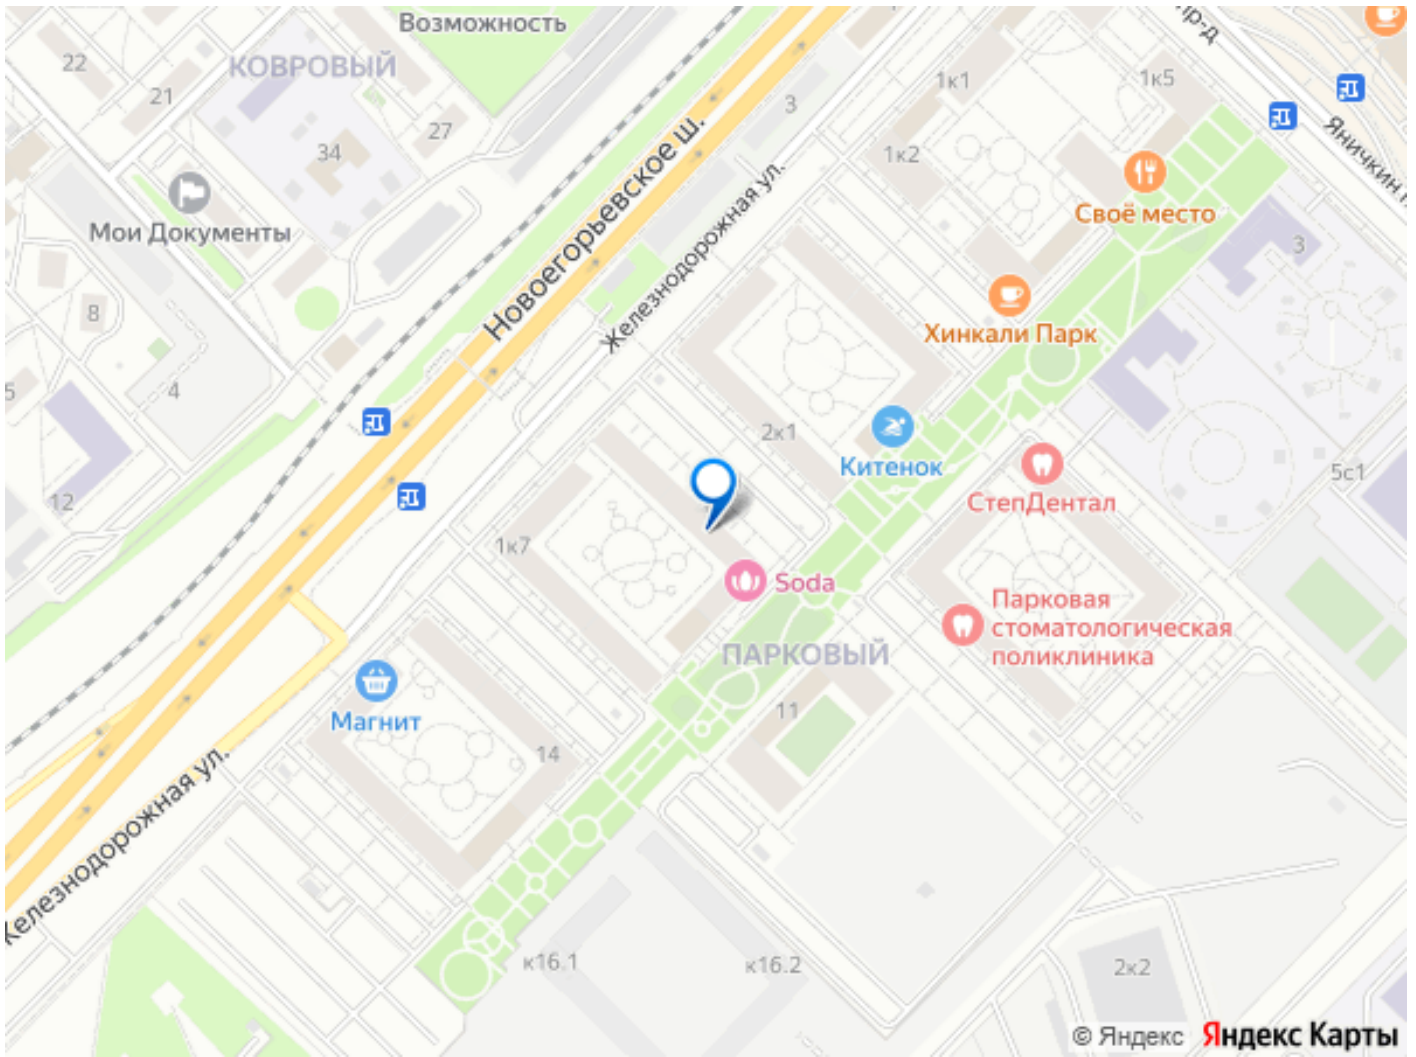 Возможность
пр-д
22
КОВРОВЫЙ
1к1
1к5
21
3
27
34
1к2
Яничкин п
Новоегорьевское ш.
Железнодорожная ул.
Мои Документы
Своё место
3
8
Хинкали Парк
5
4
2к1
Китенок
5с1
12
СтепДентал
1к7
Soda
Парковая
стоматологическая
поликлиника
ПАРКОВЫЙ
11
Магнит
14
Железнодорожная ул.
к16.1
к16.2
2к2
© Яндекс Яндекс Карты